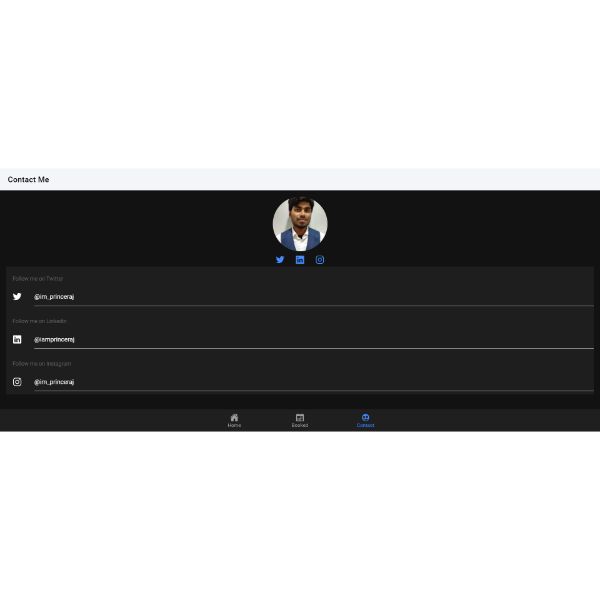 Contact Me
Follow me on Twitter
@im_princeraj
Follow me on LinkedIn
@iamprinceraj
Follow me on Instagram
@im_princeraj
Home
Booked
Contact